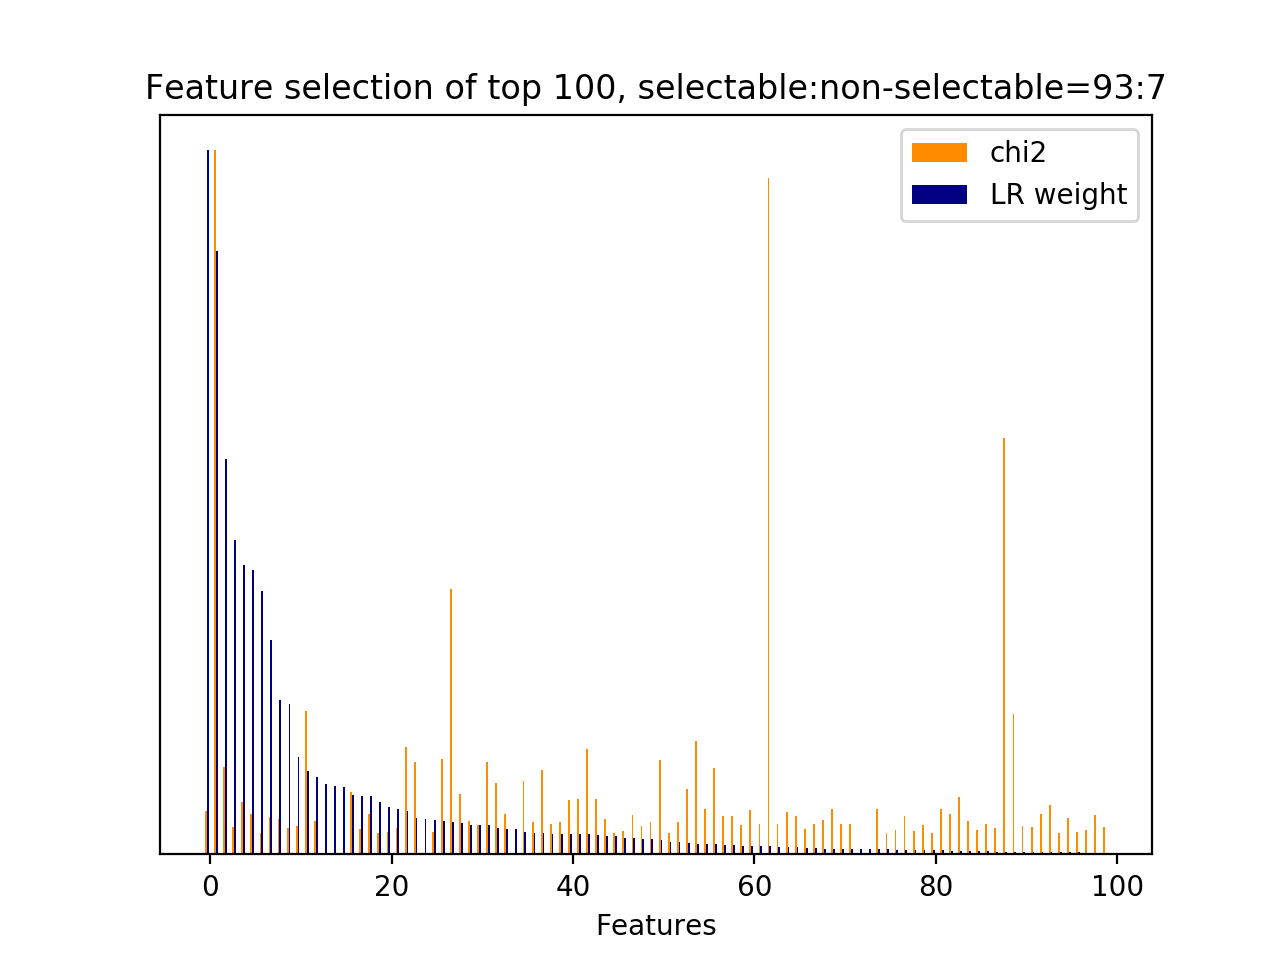 Feature selection of top 100, selectable:non-selectable=93:7
chi2
LR weight
0 20 40 60 80 100
Features